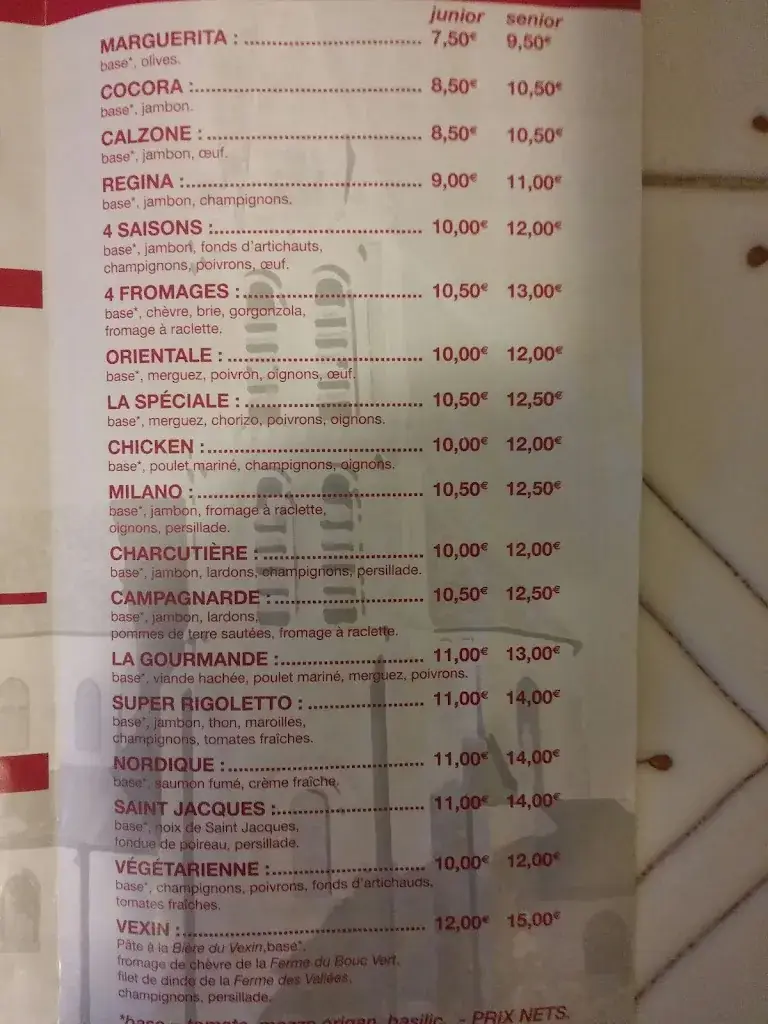 junior senior
MARGUERITA : 7,50€ 9,50€
base*, olives.
COCORA : 8,50€ 10,50€
base*, jambon.
CALZONE : 8,50€ 10,50€
base*, jambon, œuf.
REGINA : 9,00€ 11,00€
base*, jambon, champignons.
4 SAISONS : 10,00€ 12,00€
base*, jambon, fonds d'artichauts,
champignons, poivrons, œuf.
4 FROMAGES : 10,50€ 13,00€
base*, chèvre, brie, gorgonzola,
fromage à raclette.
ORIENTALE : 10,00€ 12,00€
base*, merguez, poivron, oignons, œuf.
LA SPÉCIALE : 10,50€ 12,50€
base*, merguez, chorizo, poivrons, oignons.
CHICKEN : 10,00€ 12,00€
base*, poulet mariné, champignons, oignons.
MILANO : 10,50€ 12,50€
base*, jambon, fromage à raclette,
oignons, persillade.
CHARCUTIÈRE : 10,00€ 12,00€
base*, jambon, lardons, champignons, persillade.
CAMPAGNARDE : 10,50€ 12,50€
base*, jambon, lardons,
pommes de terre sautées, fromage à raclette.
LA GOURMANDE : 11,00€ 13,00€
base*, viande hachée, poulet mariné, merguez, poivrons.
SUPER RIGOLETTO : 11,00€ 14,00€
base*, jambon, thon, maroilles,
champignons, tomates fraîches.
NORDIQUE : 11,00€ 14,00€
base*, saumon fumé, crème fraîche.
SAINT JACQUES : 11,00€ 14,00€
base*, noix de Saint Jacques,
fondue de poireau, persillade.
VÉGÉTARIENNE : 10,00€ 12,00€
base*, champignons, poivrons, fonds d'artichauds,
tomates fraîches.
VEXIN : 12,00€ 15,00€
Pâte à la Bière du Vexin, base*,
fromage de chèvre de la Ferme du Bouc Vert,
filet de dinde de la Ferme des Vallées,
champignons, persillade.
*base = tomate, mozza, origan, basilic. - PRIX NETS.